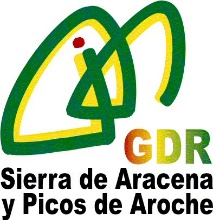 GDR
Sierra de Aracena
y Picos de Aroche